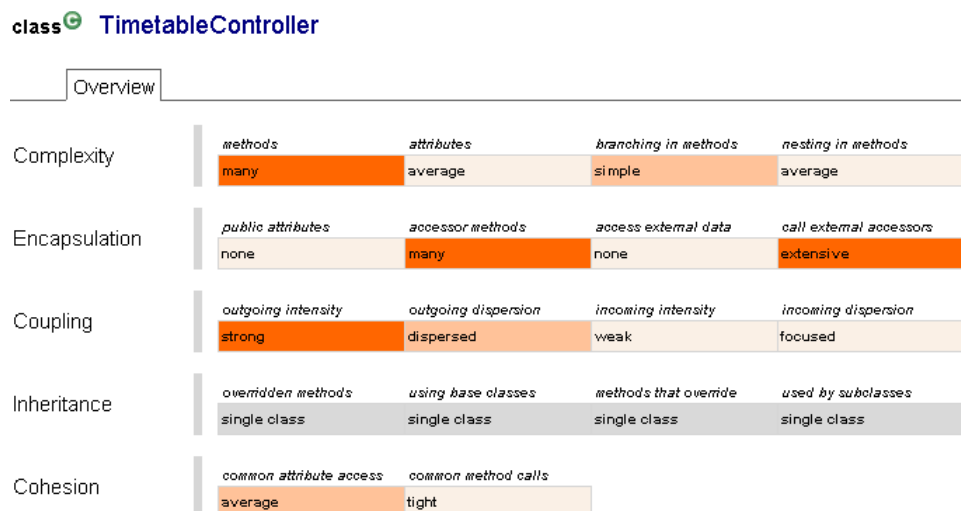 class C TimetableController
Overview
Complexity
methods attributes branching in methods nesting in methods
many average simple average
Encapsulation
public attributes accessor methods access external data call external accessors
none many none extensive
Coupling
outgoing intensity outgoing dispersion incoming intensity incoming dispersion
strong dispersed weak focused
Inheritance
overridden methods using base classes methods that override used by subclasses
single class single class single class single class
Cohesion
common attribute access common method calls
average tight